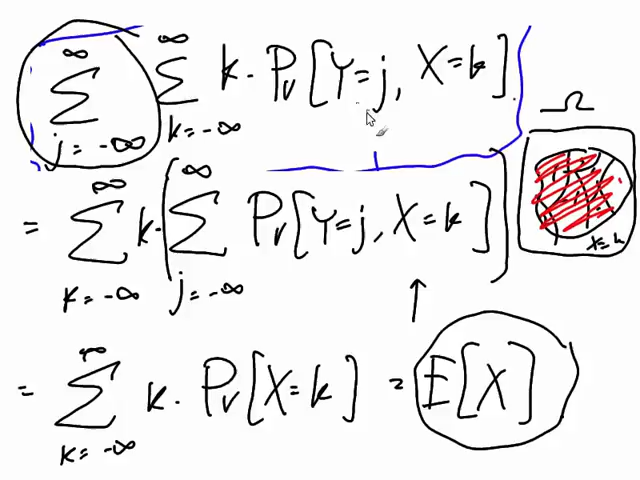 ∞ ∞
∑ ∑ k · Pr[Y=j, X=k].
j=-∞ k=-∞
Ω
∞ ∞
= ∑ k·(∑ Pr[Y=j, X=k])
k=-∞ j=-∞
X=k
∞
= ∑ k · Pr[X=k] = E[X]
k=-∞